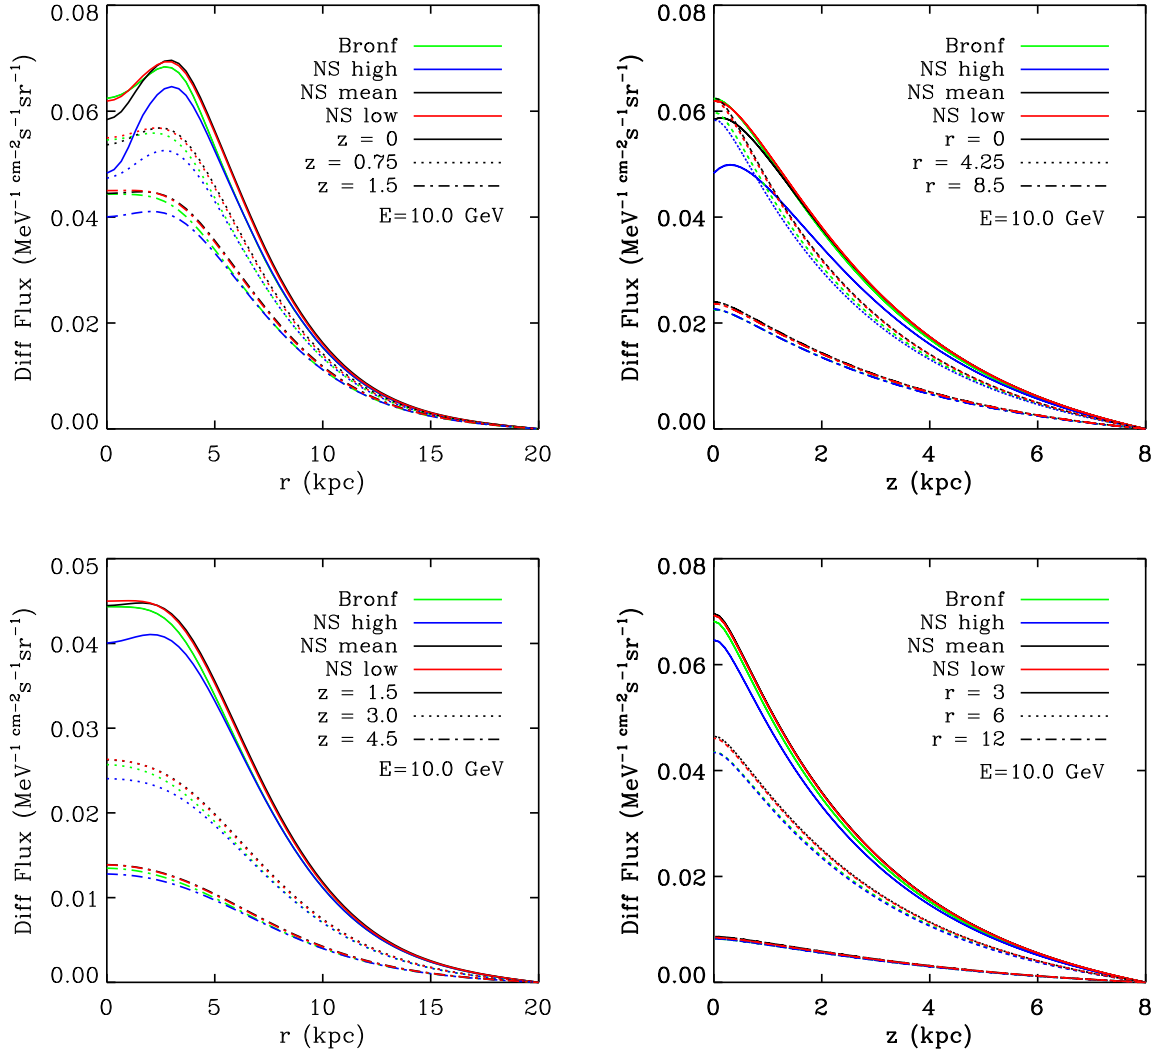 0.08
0.06
0.04
0.02
0.00
Diff Flux (MeV⁻¹ cm⁻²s⁻¹sr⁻¹)
Bronf
NS high
NS mean
NS low
z = 0
z = 0.75
z = 1.5
E=10.0 GeV
0 5 10 15 20
r (kpc)
0.08
0.06
0.04
0.02
0.00
Diff Flux (MeV⁻¹ cm⁻²s⁻¹sr⁻¹)
Bronf
NS high
NS mean
NS low
r = 0
r = 4.25
r = 8.5
E=10.0 GeV
0 2 4 6 8
z (kpc)
0.05
0.04
0.03
0.02
0.01
0.00
Diff Flux (MeV⁻¹ cm⁻²s⁻¹sr⁻¹)
Bronf
NS high
NS mean
NS low
z = 1.5
z = 3.0
z = 4.5
E=10.0 GeV
0 5 10 15 20
r (kpc)
0.08
0.06
0.04
0.02
0.00
Diff Flux (MeV⁻¹ cm⁻²s⁻¹sr⁻¹)
Bronf
NS high
NS mean
NS low
r = 3
r = 6
r = 12
E=10.0 GeV
0 2 4 6 8
z (kpc)